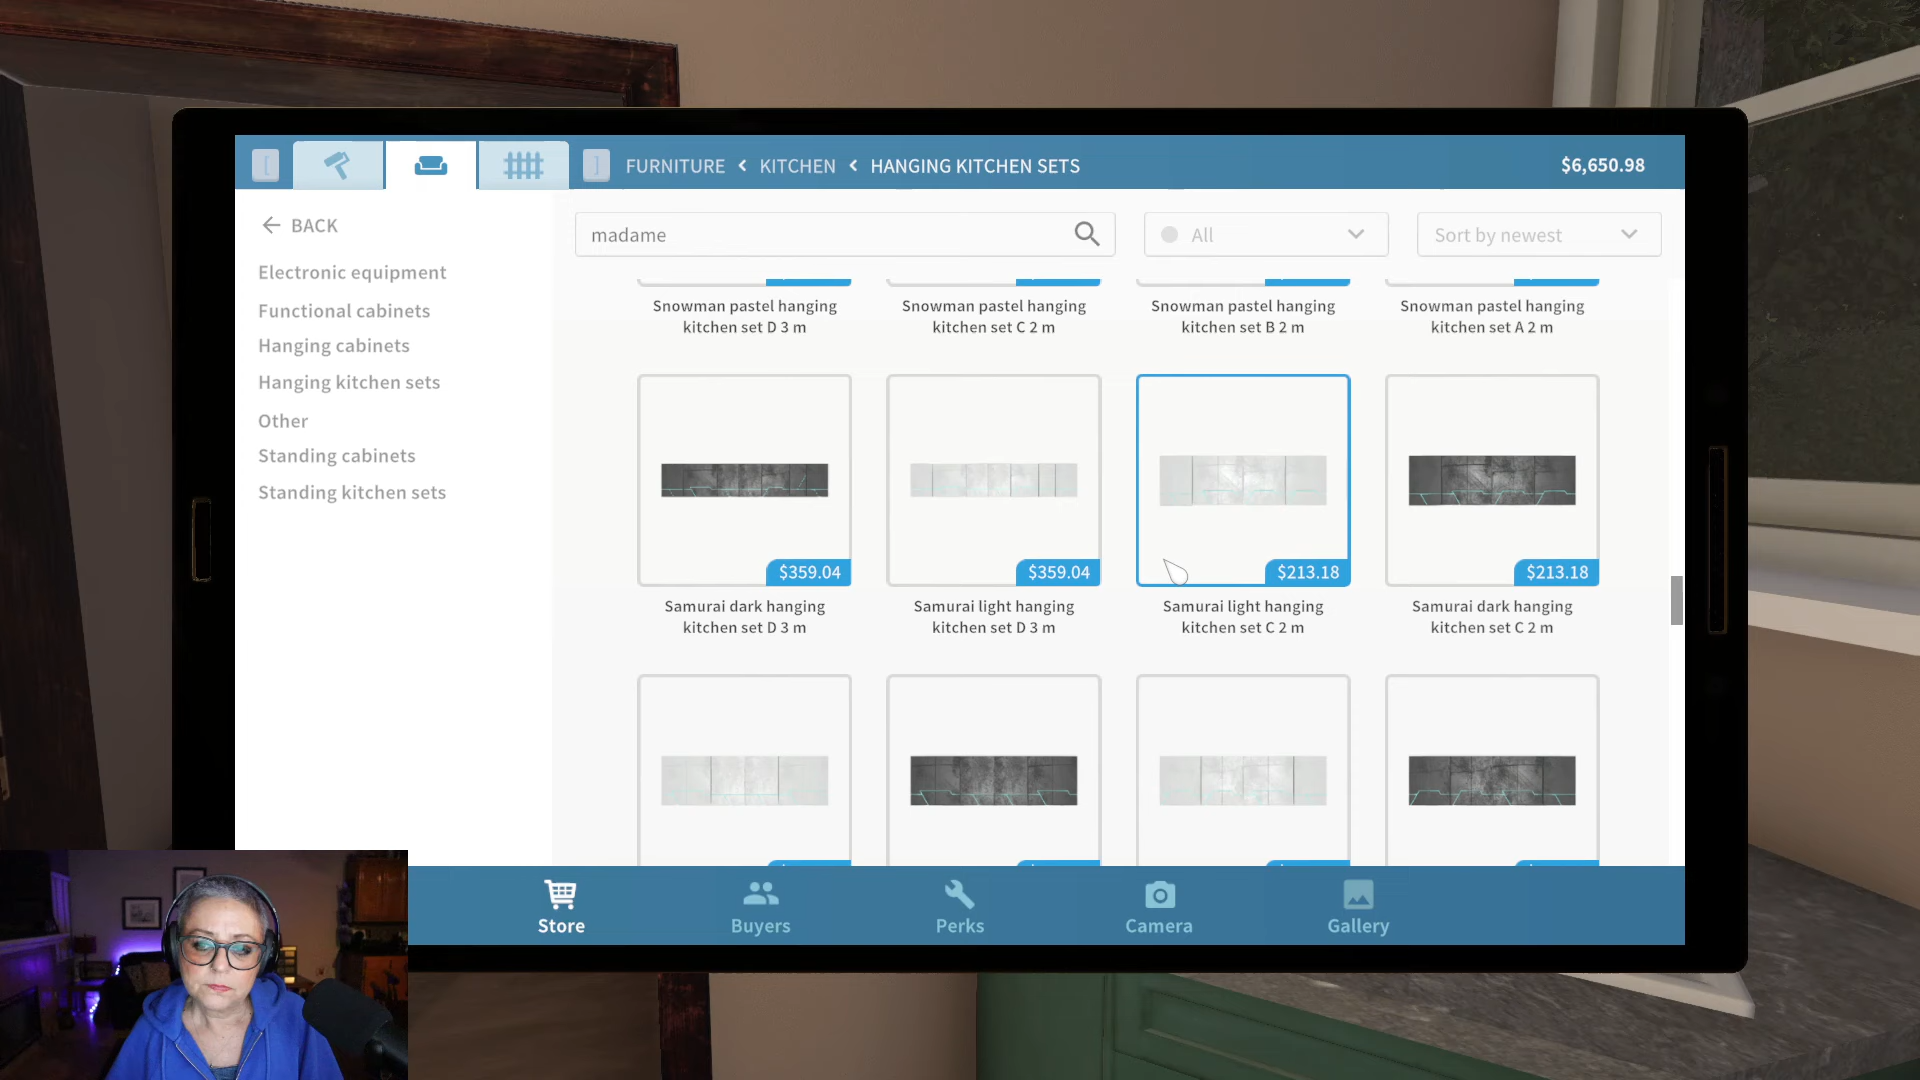 [
]
FURNITURE < KITCHEN < HANGING KITCHEN SETS
$6,650.98
BACK
Electronic equipment
Functional cabinets
Hanging cabinets
Hanging kitchen sets
Other
Standing cabinets
Standing kitchen sets
madame
All
Sort by newest
Snowman pastel hanging
kitchen set D 3 m
Snowman pastel hanging
kitchen set C 2 m
Snowman pastel hanging
kitchen set B 2 m
Snowman pastel hanging
kitchen set A 2 m
$359.04
Samurai dark hanging
kitchen set D 3 m
$359.04
Samurai light hanging
kitchen set D 3 m
$213.18
Samurai light hanging
kitchen set C 2 m
$213.18
Samurai dark hanging
kitchen set C 2 m
Store
Buyers
Perks
Camera
Gallery